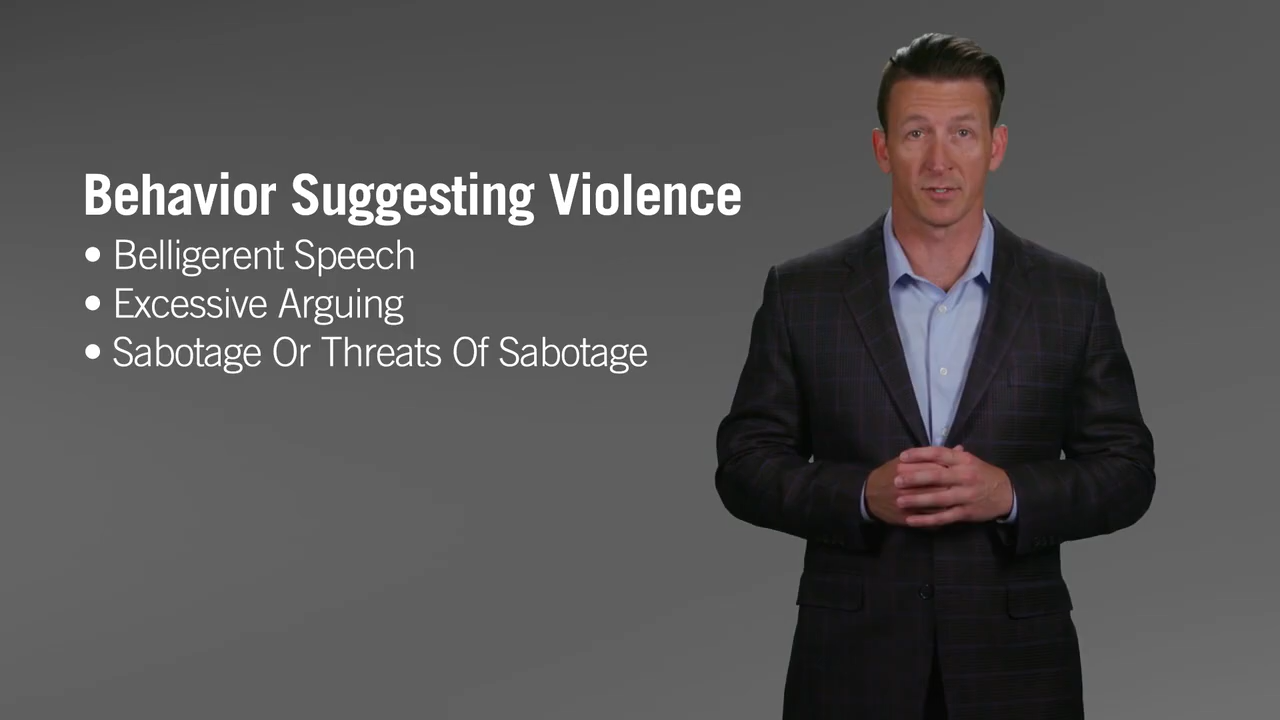 Behavior Suggesting Violence
• Belligerent Speech
• Excessive Arguing
• Sabotage Or Threats Of Sabotage